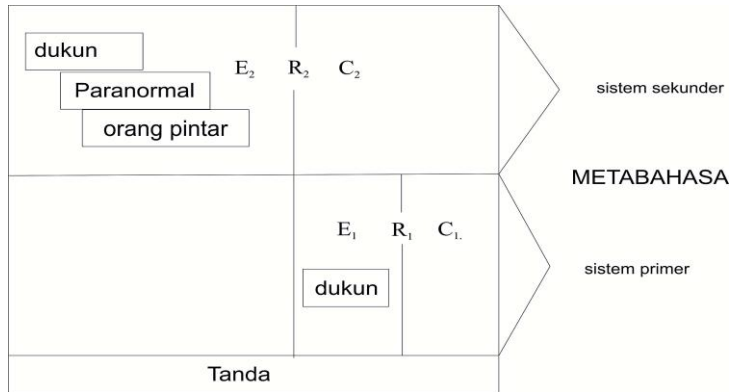 dukun
E₂ R₂ C₂
Paranormal
orang pintar
sistem sekunder
METABAHASA
E₁ R₁ C₁.
sistem primer
dukun
Tanda